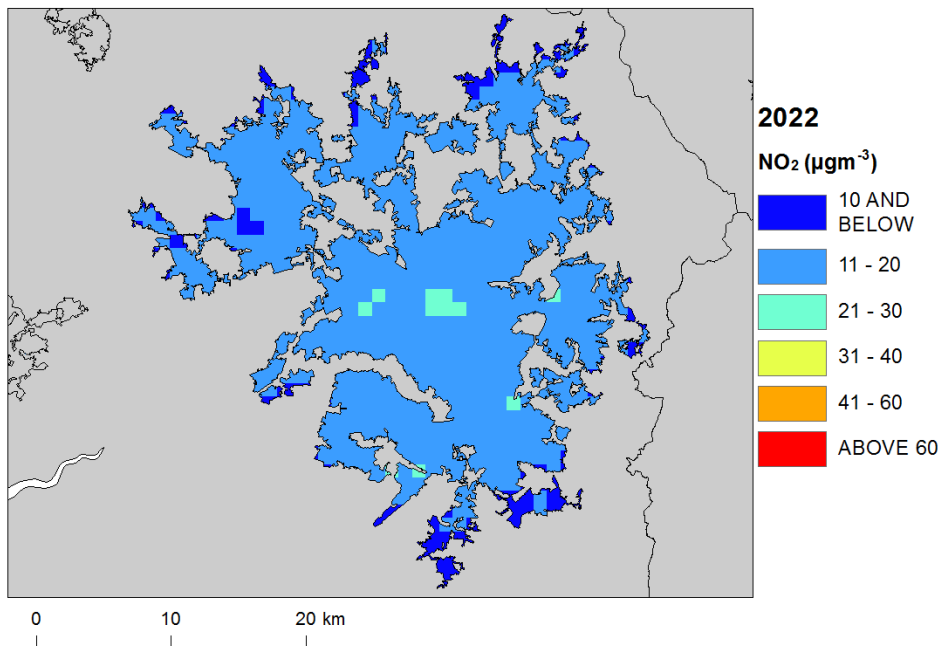 2022
NO₂ (µgm⁻³)
10 AND
BELOW
11 - 20
21 - 30
31 - 40
41 - 60
ABOVE 60
0 10 20 km